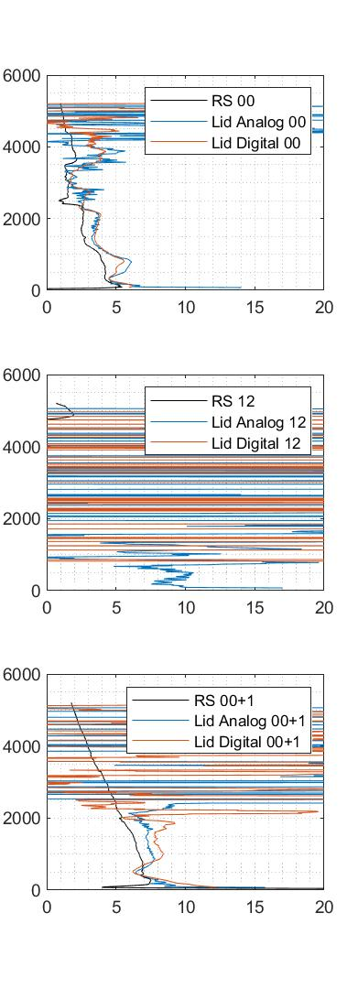 6000
RS 00
Lid Analog 00
Lid Digital 00
4000
2000
0
0 5 10 15 20
6000
RS 12
Lid Analog 12
Lid Digital 12
4000
2000
0
0 5 10 15 20
6000
RS 00+1
Lid Analog 00+1
Lid Digital 00+1
4000
2000
0
0 5 10 15 20